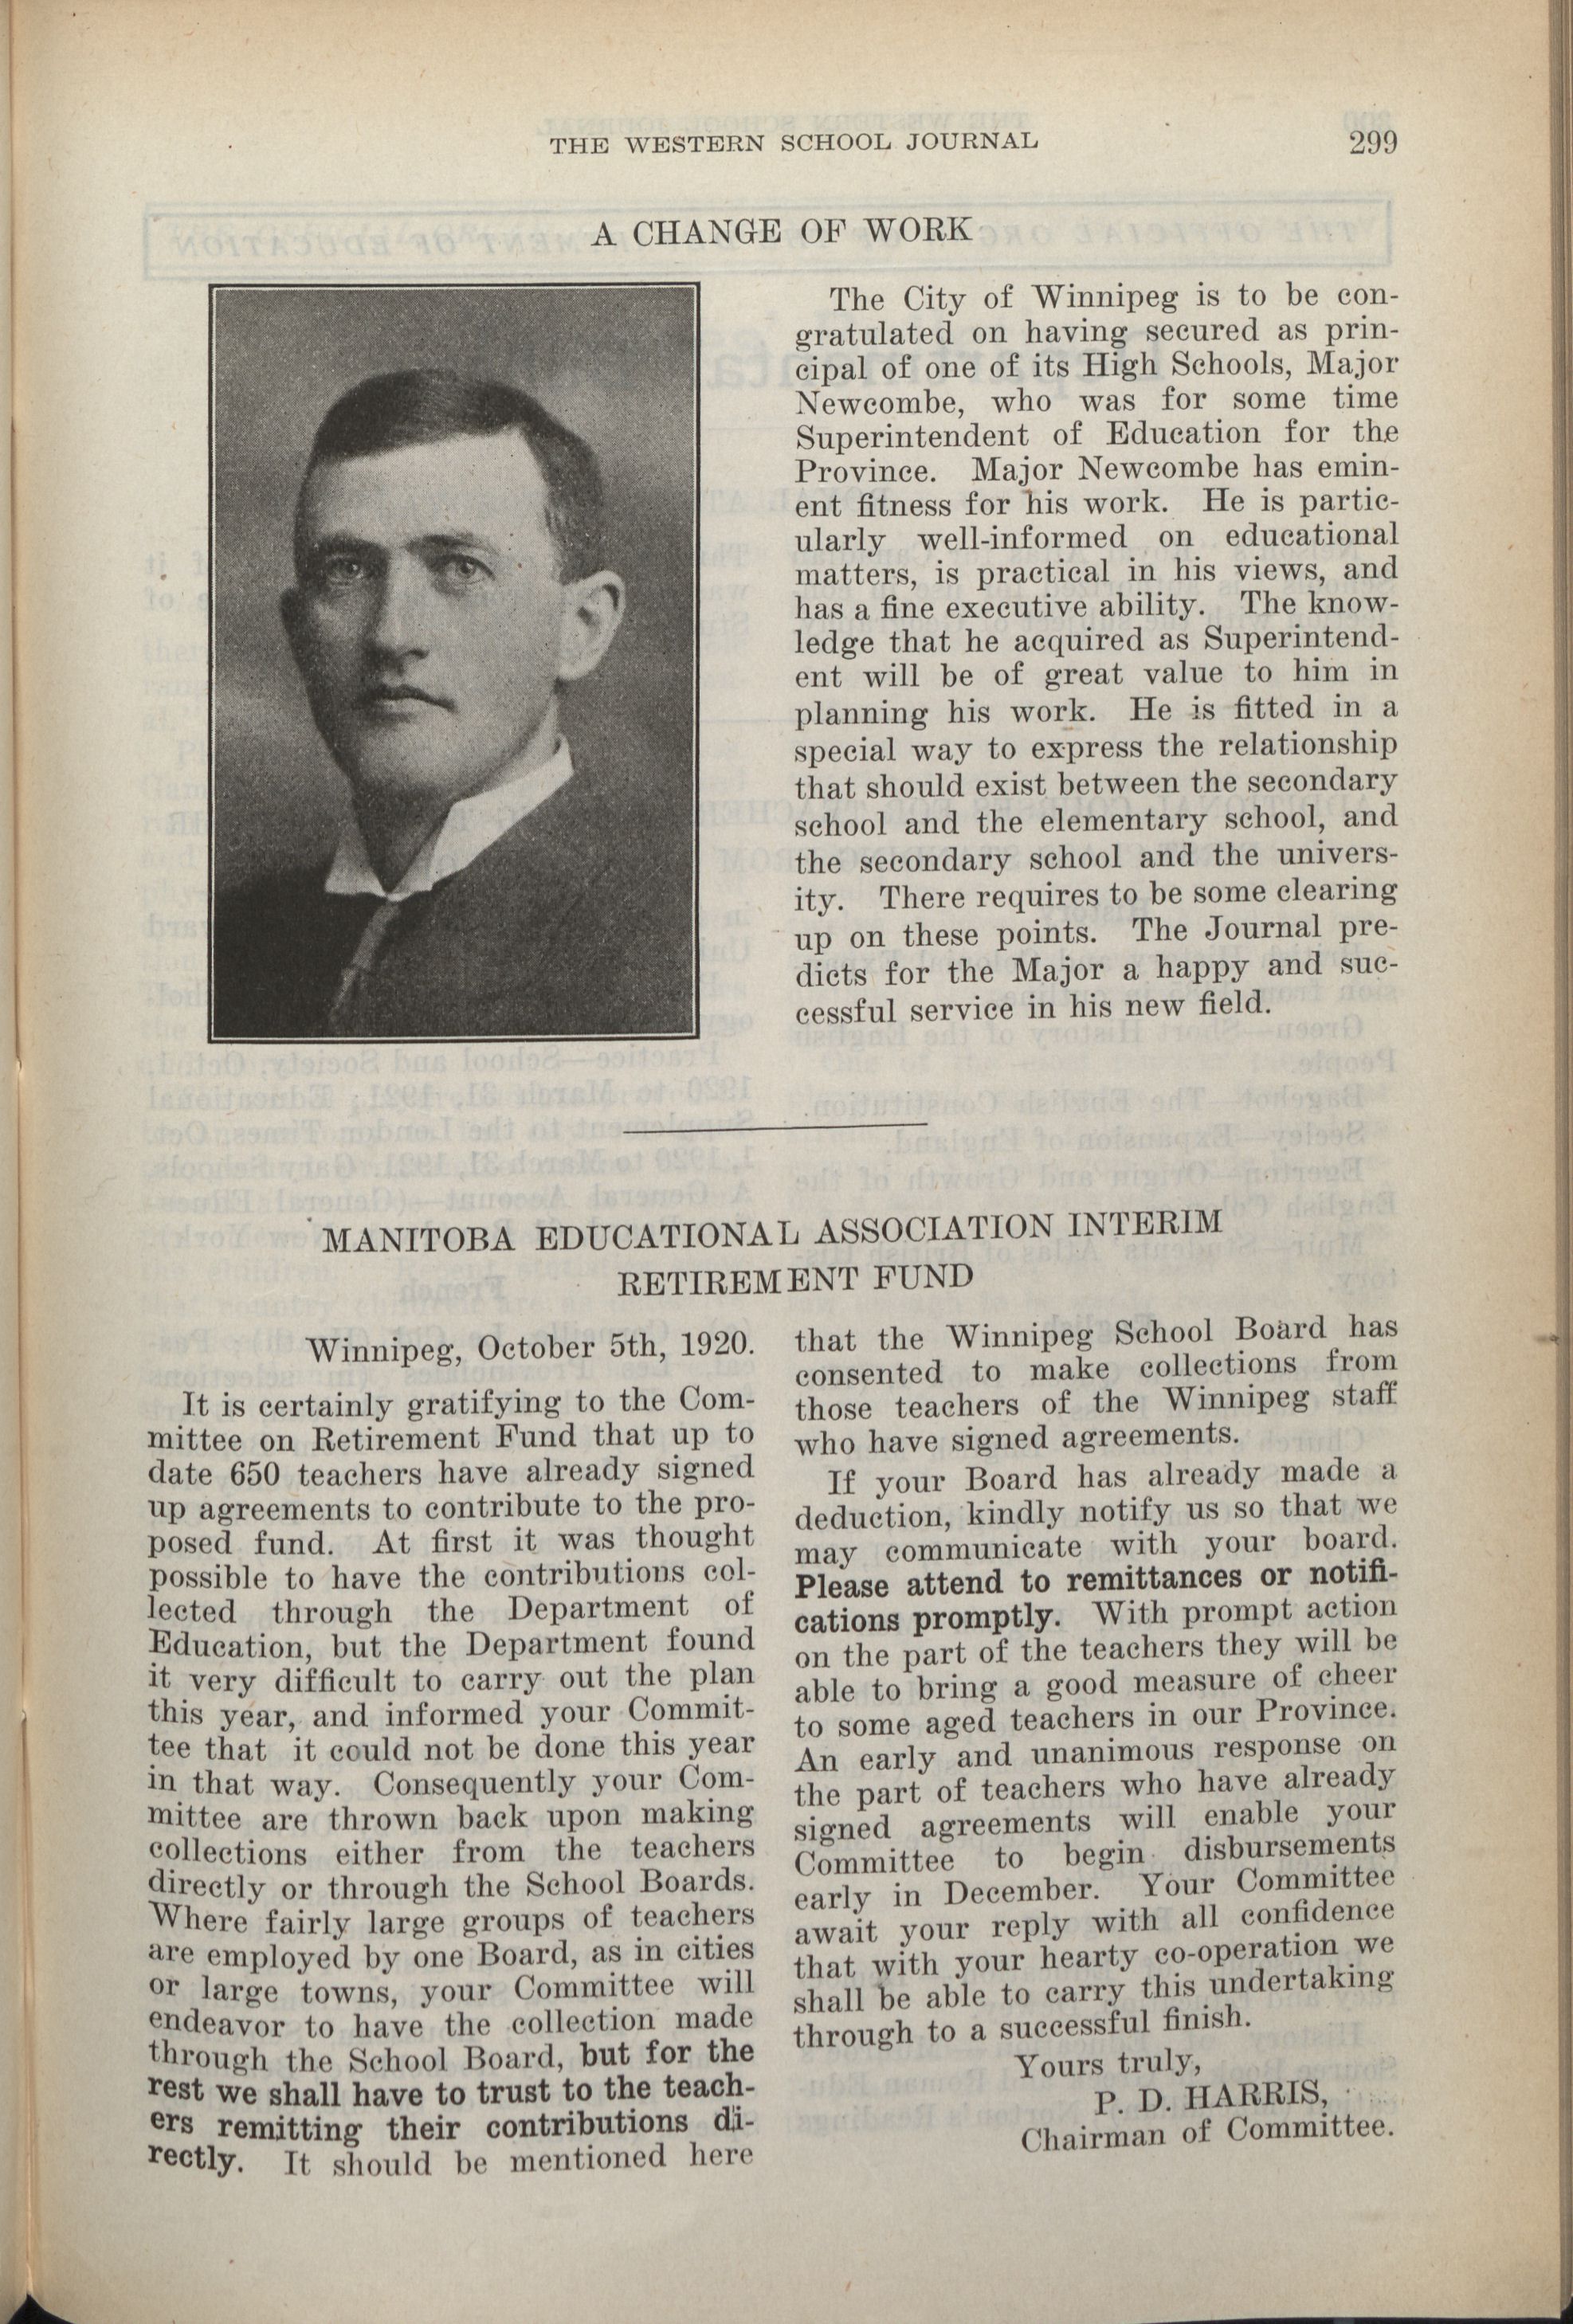 THE WESTERN SCHOOL JOURNAL 299
A CHANGE OF WORK
The City of Winnipeg is to be con-
gratulated on having secured as prin-
cipal of one of its High Schools, Major
Newcombe, who was for some time
Superintendent of Education for the
Province. Major Newcombe has emin-
ent fitness for his work. He is partic-
ularly well-informed on educational
matters, is practical in his views, and
has a fine executive ability. The know-
ledge that he acquired as Superintend-
ent will be of great value to him in
planning his work. He is fitted in a
special way to express the relationship
that should exist between the secondary
school and the elementary school, and
the secondary school and the univers-
ity. There requires to be some clearing
up on these points. The Journal pre-
dicts for the Major a happy and suc-
cessful service in his new field.
MANITOBA EDUCATIONAL ASSOCIATION INTERIM
RETIREMENT FUND
Winnipeg, October 5th, 1920.
It is certainly gratifying to the Com-
mittee on Retirement Fund that up to
date 650 teachers have already signed
up agreements to contribute to the pro-
posed fund. At first it was thought
possible to have the contributions col-
lected through the Department of
Education, but the Department found
it very difficult to carry out the plan
this year, and informed your Commit-
tee that it could not be done this year
in that way. Consequently your Com-
mittee are thrown back upon making
collections either from the teachers
directly or through the School Boards.
Where fairly large groups of teachers
are employed by one Board, as in cities
or large towns, your Committee will
endeavor to have the collection made
through the School Board, but for the
rest we shall have to trust to the teach-
ers remitting their contributions di-
rectly. It should be mentioned here
that the Winnipeg School Board has
consented to make collections from
those teachers of the Winnipeg staff
who have signed agreements.
If your Board has already made a
deduction, kindly notify us so that we
may communicate with your board.
Please attend to remittances or notifi-
cations promptly. With prompt action
on the part of the teachers they will be
able to bring a good measure of cheer
to some aged teachers in our Province.
An early and unanimous response on
the part of teachers who have already
signed agreements will enable your
Committee to begin disbursements
early in December. Your Committee
await your reply with all confidence
that with your hearty co-operation we
shall be able to carry this undertaking
through to a successful finish.
Yours truly,
P. D. HARRIS,
Chairman of Committee.